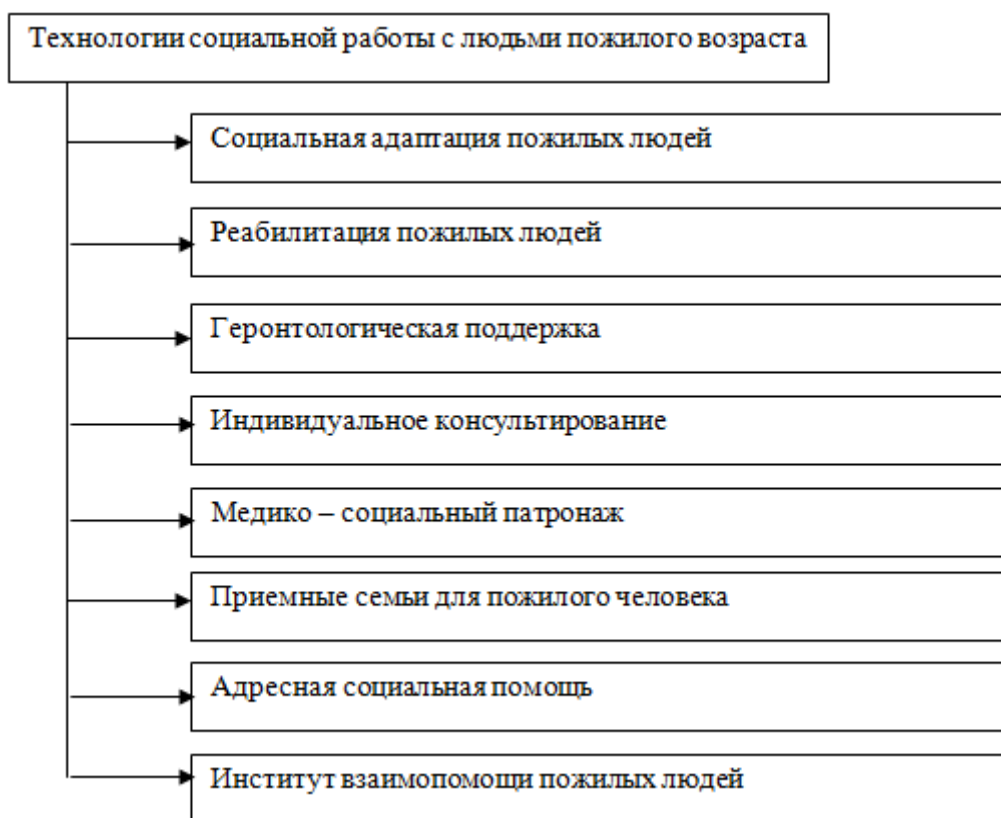 Технологии социальной работы с людьми пожилого возраста
Социальная адаптация пожилых людей
Реабилитация пожилых людей
Геронтологическая поддержка
Индивидуальное консультирование
Медико – социальный патронаж
Приемные семьи для пожилого человека
Адресная социальная помощь
Институт взаимопомощи пожилых людей